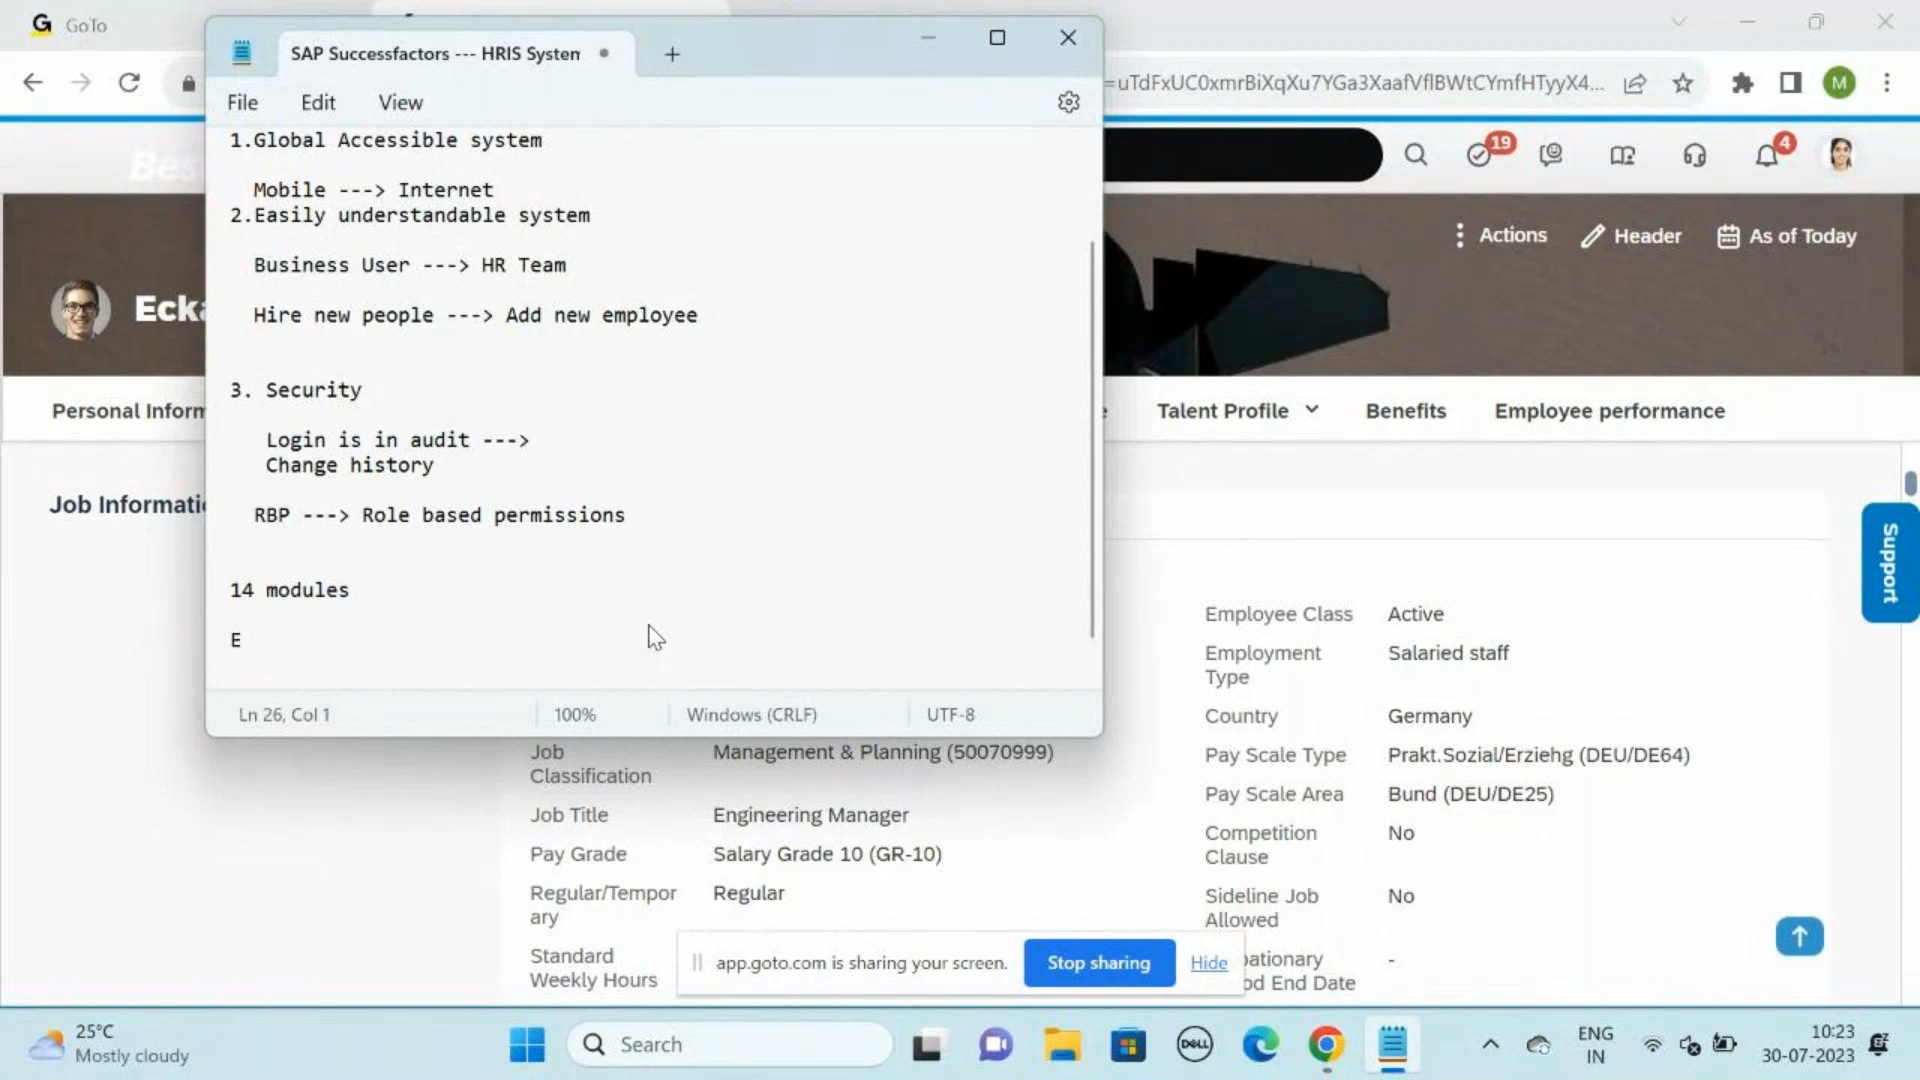 GoTo
SAP Successfactors --- HRIS System
=uTdFxUC0xmrBiXqXu7YGa3XaafVflBWtCYmfHTyyX4...
M
File Edit View
1.Global Accessible system
Mobile ---> Internet
2.Easily understandable system
Business User ---> HR Team
Hire new people ---> Add new employee
3. Security
Login is in audit --->
Change history
RBP ---> Role based permissions
14 modules
E
Ln 26, Col 1 100% Windows (CRLF) UTF-8
Bes
19
4
Actions Header As of Today
Ecka
Personal Inform
Talent Profile Benefits Employee performance
Job Informati
Support
Job Classification Management & Planning (50070999)
Job Title Engineering Manager
Pay Grade Salary Grade 10 (GR-10)
Regular/Temporary Regular
Standard Weekly Hours
Employee Class Active
Employment Type Salaried staff
Country Germany
Pay Scale Type Prakt.Sozial/Erziehg (DEU/DE64)
Pay Scale Area Bund (DEU/DE25)
Competition Clause No
Sideline Job Allowed No
ationary
od End Date -
app.goto.com is sharing your screen. Stop sharing Hide
25°C
Mostly cloudy
Search
DELL
ENG
IN
10:23
30-07-2023